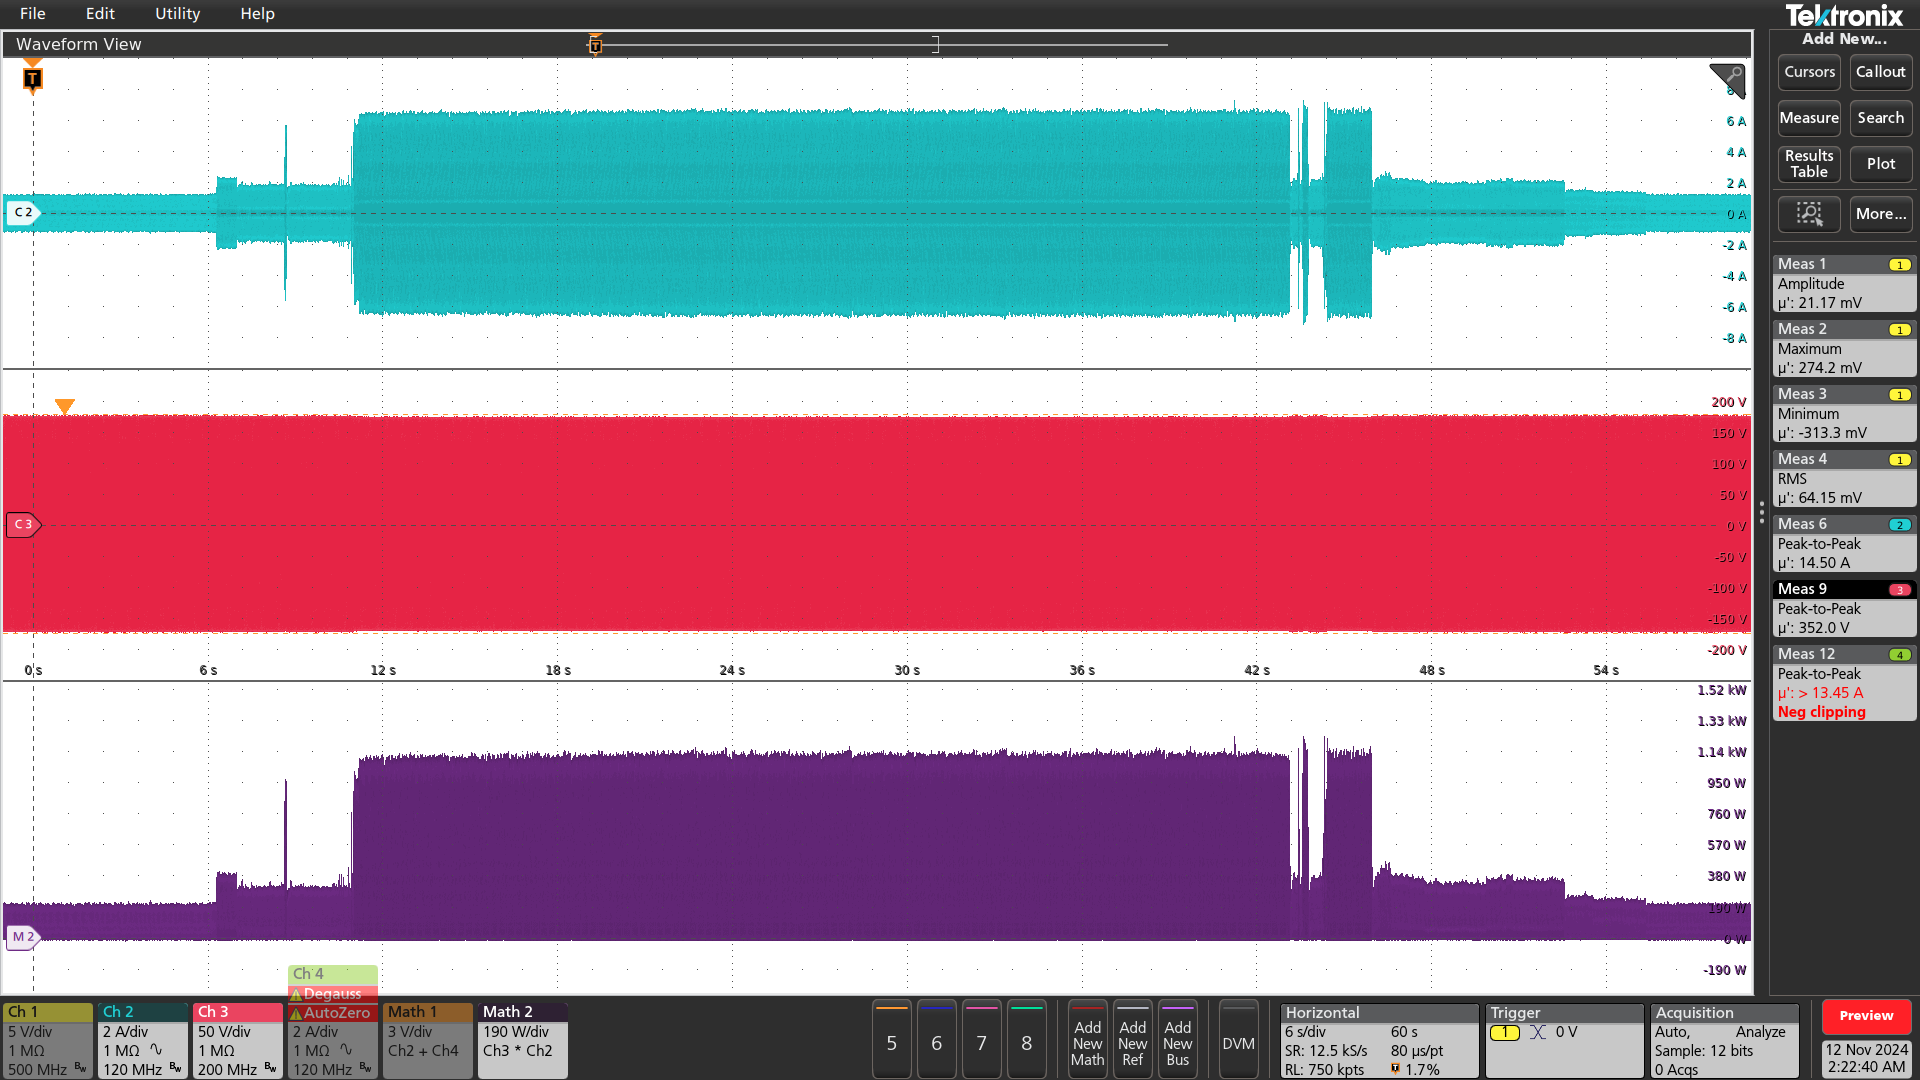 File Edit Utility Help
Tektronix
Waveform View
Add New...
T
T
Cursors Callout
Measure Search
Results Table Plot
More...
C 2
8
6 A
4 A
2 A
0 A
-2 A
-4 A
-6 A
-8 A
C 3
200 V
150 V
100 V
50 V
0 V
-50 V
-100 V
-150 V
-200 V
0 s 6 s 12 s 18 s 24 s 30 s 36 s 42 s 48 s 54 s
M 2
1.52 kW
1.33 kW
1.14 kW
950 W
760 W
570 W
380 W
190 W
0 W
-190 W
Meas 1 1
Amplitude
µ': 21.17 mV
Meas 2 1
Maximum
µ': 274.2 mV
Meas 3 1
Minimum
µ': -313.3 mV
Meas 4 1
RMS
µ': 64.15 mV
Meas 6 2
Peak-to-Peak
µ': 14.50 A
Meas 9 3
Peak-to-Peak
µ': 352.0 V
Meas 12 4
Peak-to-Peak
µ': > 13.45 A
Neg clipping
Ch 1
5 V/div
1 MΩ
500 MHz Bw
Ch 2
2 A/div
1 MΩ
120 MHz Bw
Ch 3
50 V/div
1 MΩ
200 MHz Bw
Ch 4
Degauss
AutoZero
2 A/div
1 MΩ
120 MHz Bw
Math 1
3 V/div
Ch2 + Ch4
Math 2
190 W/div
Ch3 * Ch2
5 6 7 8
Add New Math
Add New Ref
Add New Bus
DVM
Horizontal
6 s/div 60 s
SR: 12.5 kS/s 80 µs/pt
RL: 750 kpts T 1.7%
Trigger
1 0 V
Acquisition
Auto, Analyze
Sample: 12 bits
0 Acqs
Preview
12 Nov 2024
2:22:40 AM